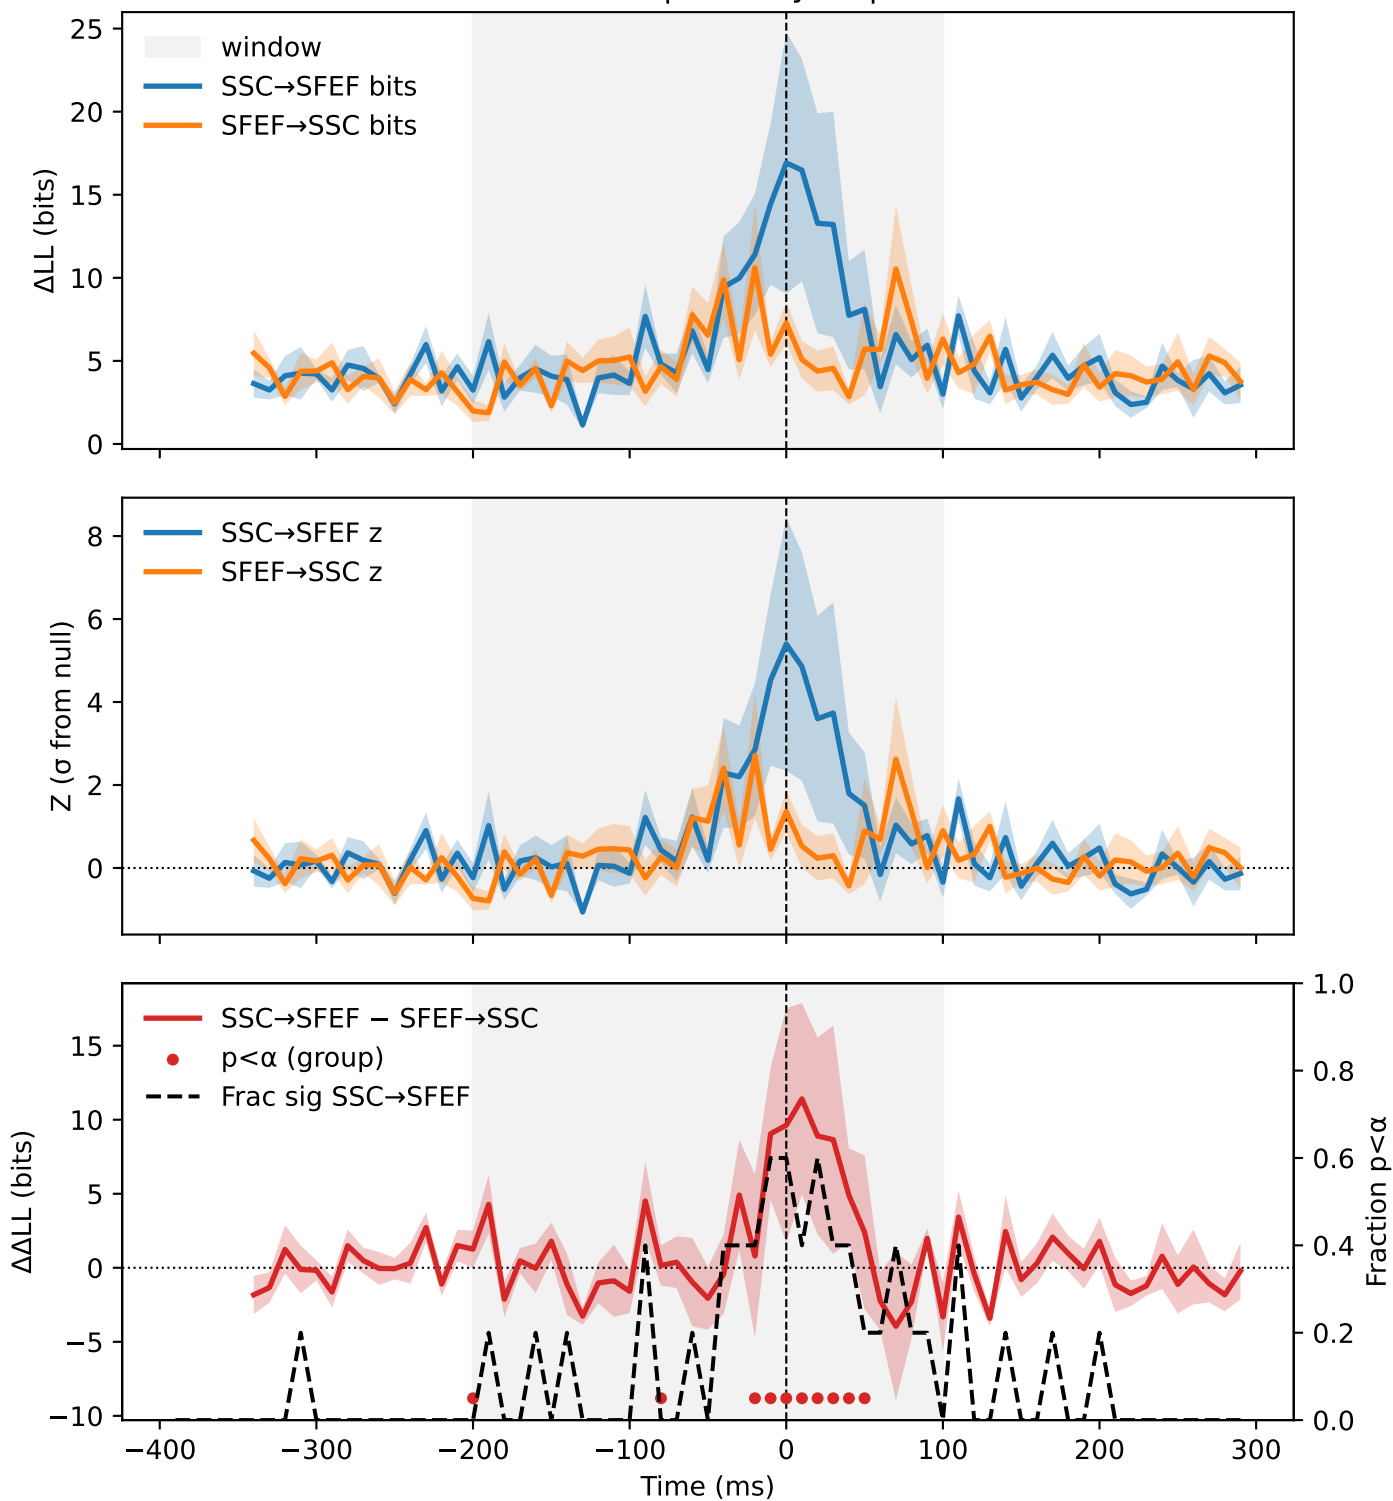 25
20
15
10
5
0
ΔLL (bits)
window
SSC→SFEF bits
SFEF→SSC bits
8
6
4
2
0
Z (σ from null)
SSC→SFEF z
SFEF→SSC z
15
10
5
0
−5
−10
ΔΔLL (bits)
SSC→SFEF − SFEF→SSC
p<α (group)
Frac sig SSC→SFEF
1.0
0.8
0.6
0.4
0.2
0.0
Fraction p<α
−400 −300 −200 −100 0 100 200 300
Time (ms)